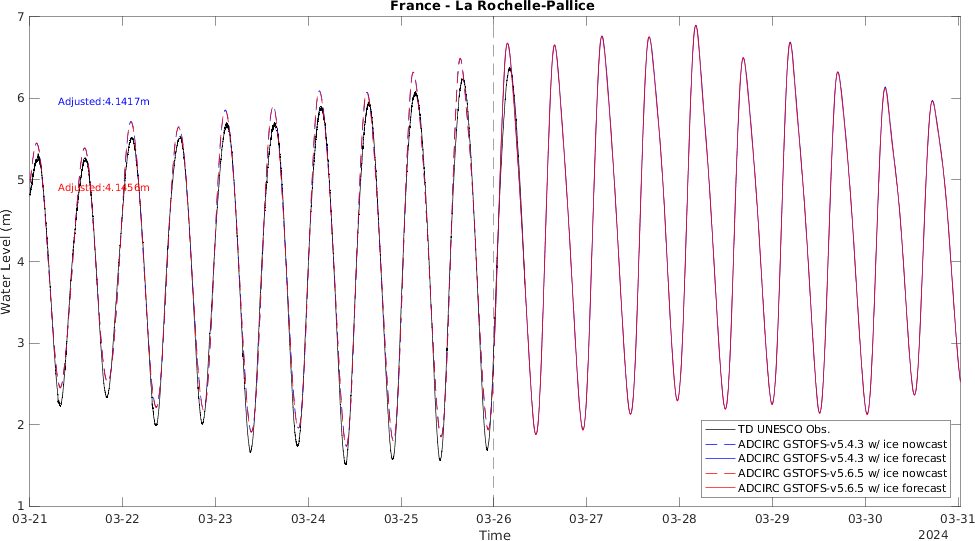 France - La Rochelle-Pallice
7
6
5
4
3
2
1
Water Level (m)
Adjusted:4.1417m
Adjusted:4.1456m
TD UNESCO Obs.
ADCIRC GSTOFS-v5.4.3 w/ ice nowcast
ADCIRC GSTOFS-v5.4.3 w/ ice forecast
ADCIRC GSTOFS-v5.6.5 w/ ice nowcast
ADCIRC GSTOFS-v5.6.5 w/ ice forecast
03-21 03-22 03-23 03-24 03-25 03-26 03-27 03-28 03-29 03-30 03-31
Time
2024